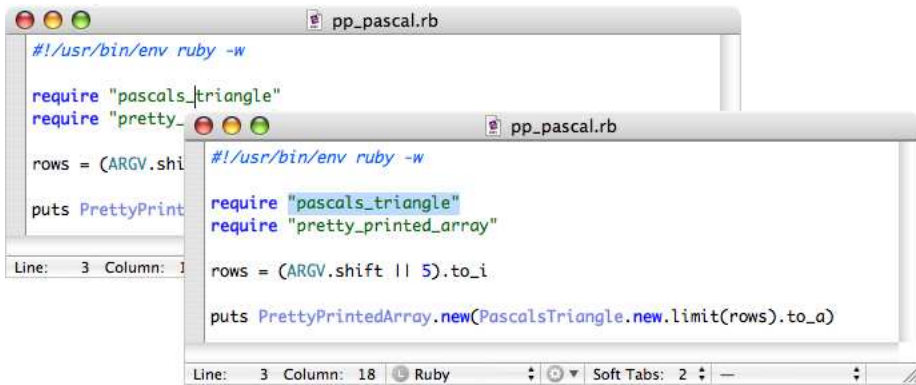 pp_pascal.rb
#!/usr/bin/env ruby -w
require "pascals_triangle"
require "pretty_
rows = (ARGV.shi
puts PrettyPrint
Line: 3 Column: 1
pp_pascal.rb
#!/usr/bin/env ruby -w
require "pascals_triangle"
require "pretty_printed_array"
rows = (ARGV.shift || 5).to_i
puts PrettyPrintedArray.new(PascalsTriangle.new.limit(rows).to_a)
Line: 3 Column: 18 Ruby Soft Tabs: 2 —